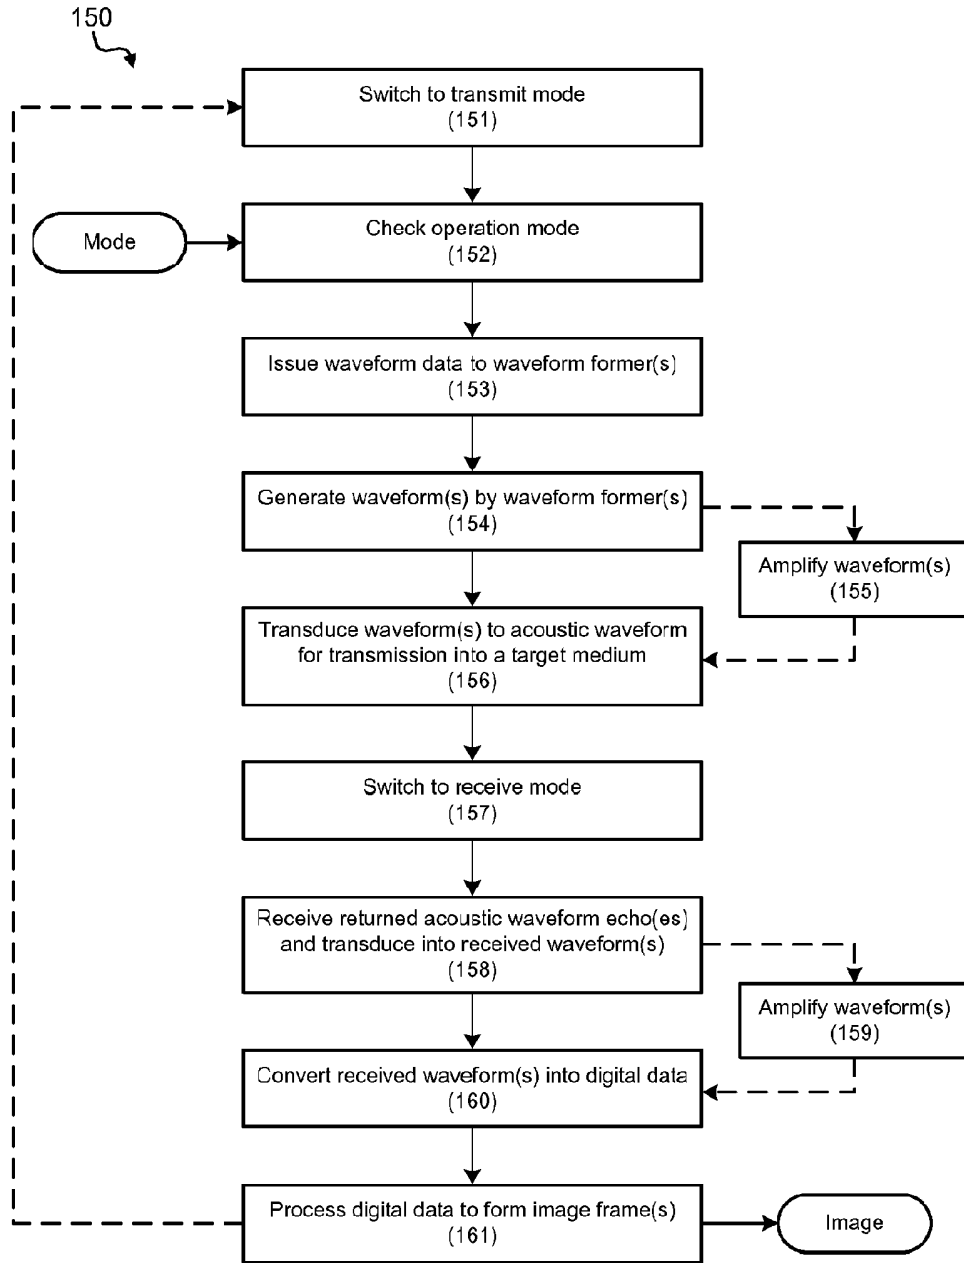 150
Switch to transmit mode
(151)
Mode
Check operation mode
(152)
Issue waveform data to waveform former(s)
(153)
Generate waveform(s) by waveform former(s)
(154)
Amplify waveform(s)
(155)
Transduce waveform(s) to acoustic waveform
for transmission into a target medium
(156)
Switch to receive mode
(157)
Receive returned acoustic waveform echo(es)
and transduce into received waveform(s)
(158)
Amplify waveform(s)
(159)
Convert received waveform(s) into digital data
(160)
Process digital data to form image frame(s)
(161)
Image